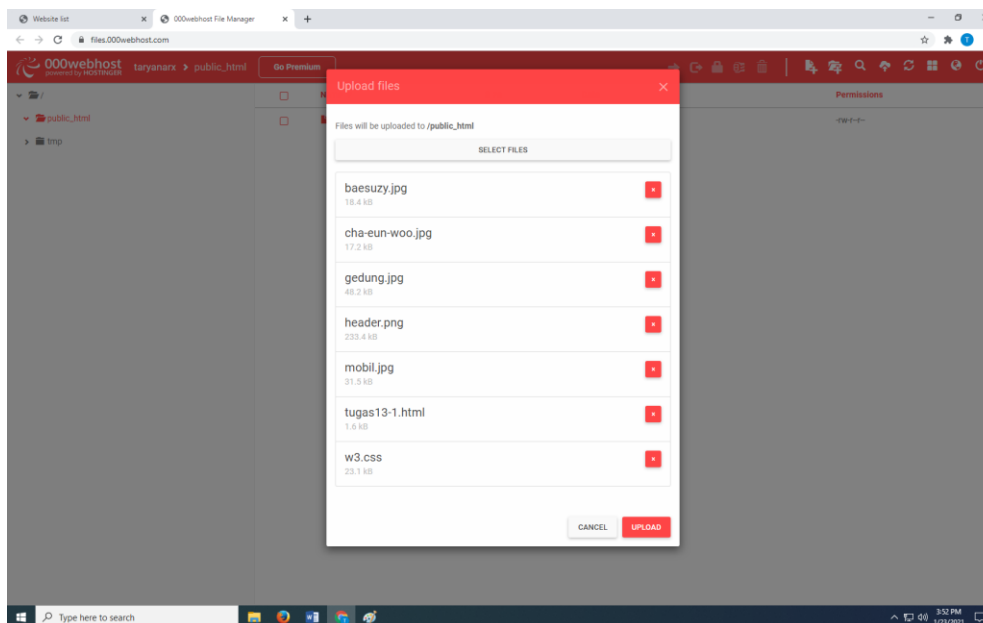 Website list
000webhost File Manager
files.000webhost.com
000webhost
powered by HOSTINGER
taryanarx > public_html
Go Premium
/
public_html
tmp
N
Permissions
-rw-r--r--
Upload files
Files will be uploaded to /public_html
SELECT FILES
baesuzy.jpg
18.4 kB
cha-eun-woo.jpg
17.2 kB
gedung.jpg
48.2 kB
header.png
233.4 kB
mobil.jpg
31.5 kB
tugas13-1.html
1.6 kB
w3.css
23.1 kB
CANCEL
UPLOAD
Type here to search
3:52 PM
1/23/2021